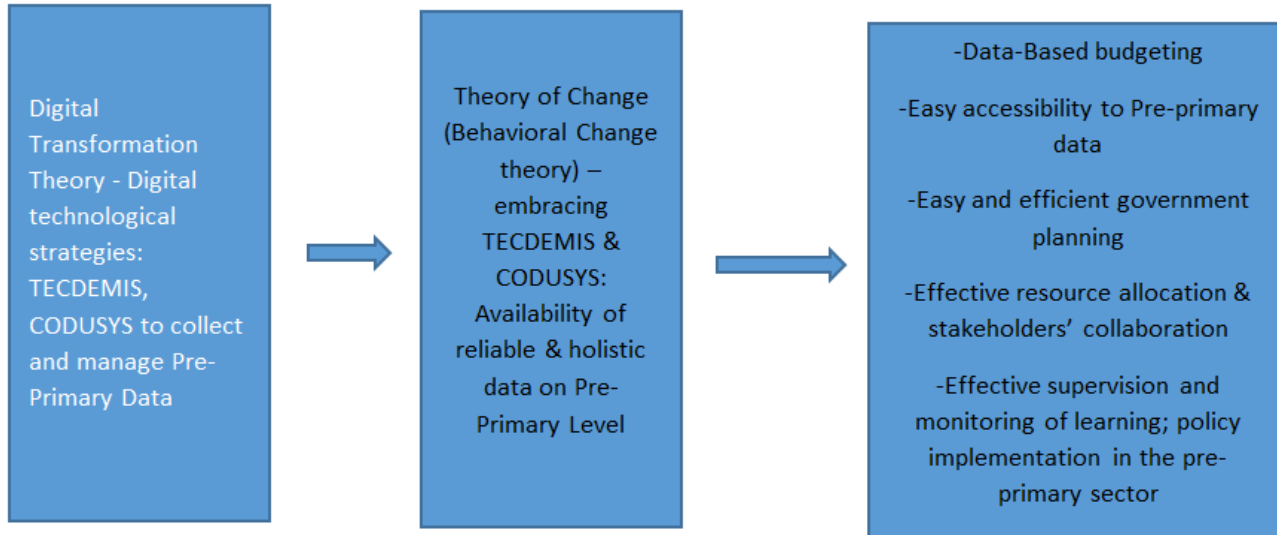 Digital
Transformation
Theory - Digital
technological
strategies:
TECDEMIS,
CODUSYS to collect
and manage Pre-
Primary Data
Theory of Change
(Behavioral Change
theory) –
embracing
TECDEMIS &
CODUSYS:
Availability of
reliable & holistic
data on Pre-
Primary Level
-Data-Based budgeting
-Easy accessibility to Pre-primary
data
-Easy and efficient government
planning
-Effective resource allocation &
stakeholders’ collaboration
-Effective supervision and
monitoring of learning; policy
implementation in the pre-
primary sector